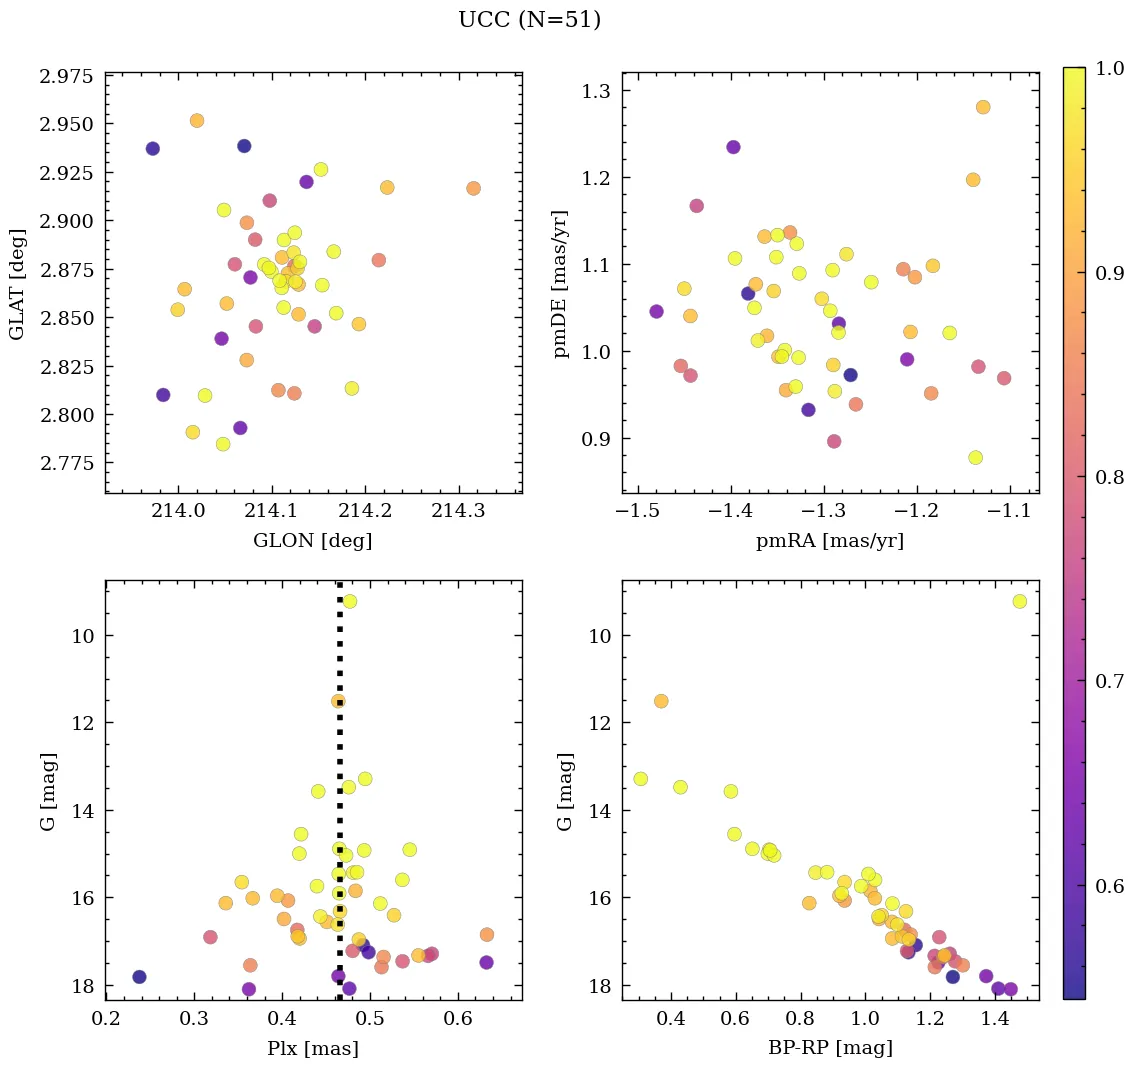 UCC (N=51)
2.975
2.950
2.925
2.900
2.875
2.850
2.825
2.800
2.775
GLAT [deg]
214.0 214.1 214.2 214.3
GLON [deg]
1.3
1.2
1.1
1.0
0.9
pmDE [mas/yr]
−1.5 −1.4 −1.3 −1.2 −1.1
pmRA [mas/yr]
10
12
14
16
18
G [mag]
0.2 0.3 0.4 0.5 0.6
Plx [mas]
10
12
14
16
18
G [mag]
0.4 0.6 0.8 1.0 1.2 1.4
BP-RP [mag]
1.0
0.9
0.8
0.7
0.6